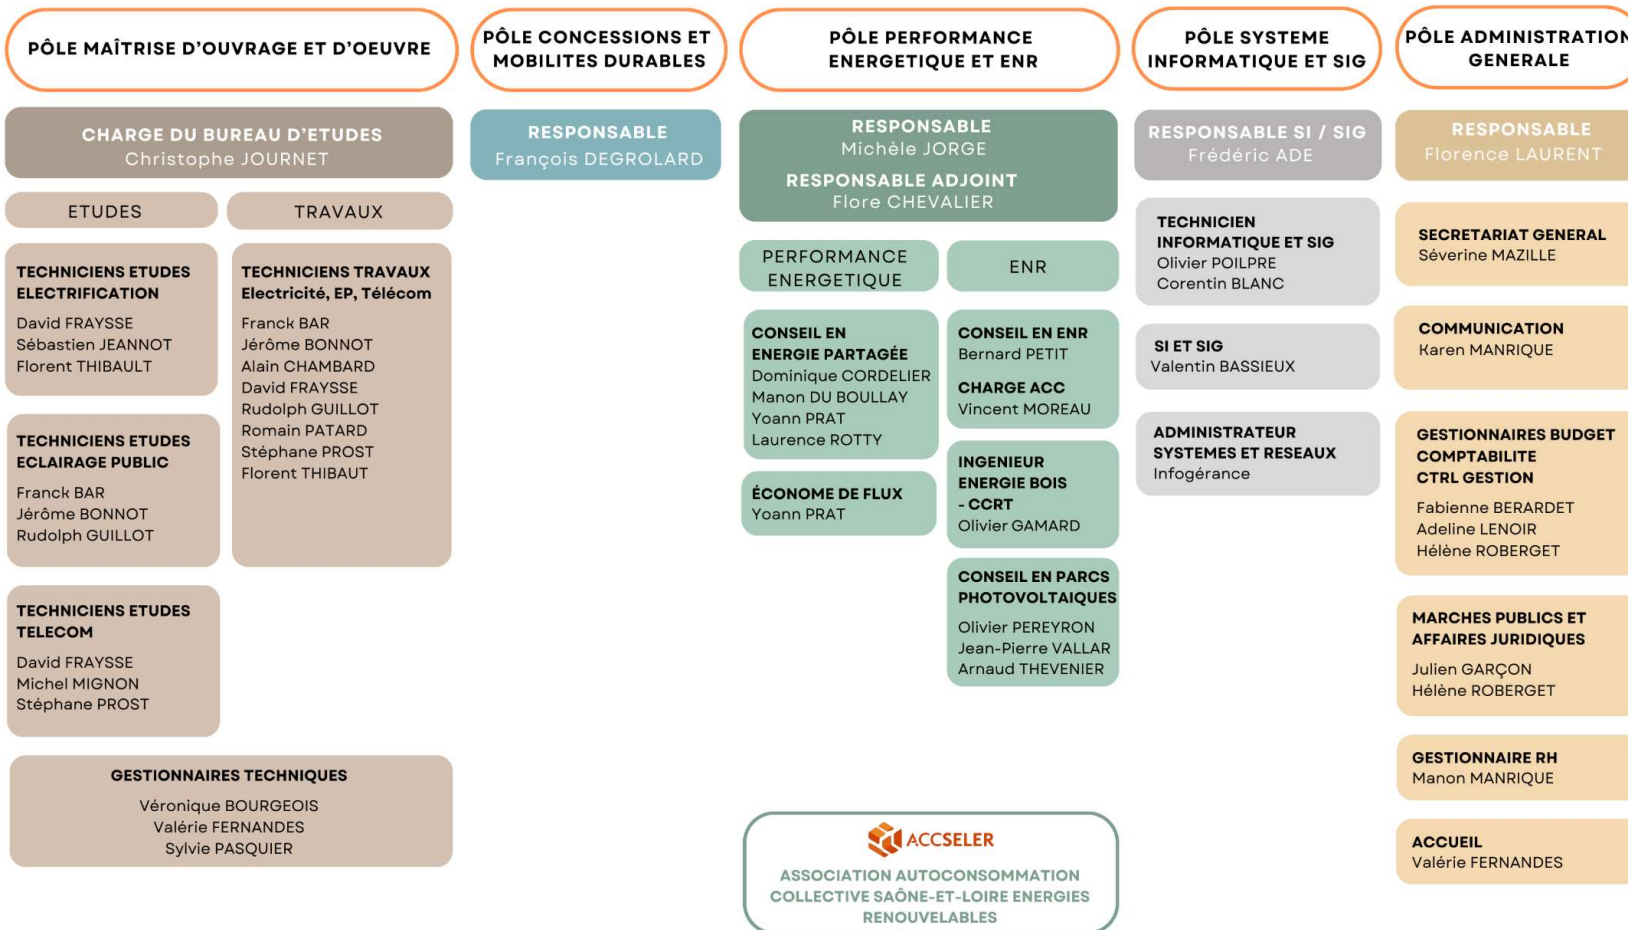 PÔLE MAÎTRISE D'OUVRAGE ET D'OEUVRE
CHARGE DU BUREAU D'ETUDES
Christophe JOURNET
ETUDES
TECHNICIENS ETUDES
ELECTRIFICATION
David FRAYSSE
Sébastien JEANNOT
Florent THIBAULT
TECHNICIENS ETUDES
ECLAIRAGE PUBLIC
Franck BAR
Jérôme BONNOT
Rudolph GUILLOT
TECHNICIENS ETUDES
TELECOM
David FRAYSSE
Michel MIGNON
Stéphane PROST
TRAVAUX
TECHNICIENS TRAVAUX
Electricité, EP, Télécom
Franck BAR
Jérôme BONNOT
Alain CHAMBARD
David FRAYSSE
Rudolph GUILLOT
Romain PATARD
Stéphane PROST
Florent THIBAUT
GESTIONNAIRES TECHNIQUES
Véronique BOURGEOIS
Valérie FERNANDES
Sylvie PASQUIER
PÔLE CONCESSIONS ET
MOBILITES DURABLES
RESPONSABLE
François DEGROLARD
PÔLE PERFORMANCE
ENERGETIQUE ET ENR
RESPONSABLE
Michèle JORGE
RESPONSABLE ADJOINT
Flore CHEVALIER
PERFORMANCE
ENERGETIQUE
CONSEIL EN
ENERGIE PARTAGÉE
Dominique CORDELIER
Manon DU BOULLAY
Yoann PRAT
Laurence ROTTY
ÉCONOME DE FLUX
Yoann PRAT
ENR
CONSEIL EN ENR
Bernard PETIT
CHARGE ACC
Vincent MOREAU
INGENIEUR
ENERGIE BOIS
- CCRT
Olivier GAMARD
CONSEIL EN PARCS
PHOTOVOLTAIQUES
Olivier PEREYRON
Jean-Pierre VALLAR
Arnaud THEVENIER
ACCSELER
ASSOCIATION AUTOCONSOMMATION
COLLECTIVE SAÔNE-ET-LOIRE ENERGIES
RENOUVELABLES
PÔLE SYSTEME
INFORMATIQUE ET SIG
RESPONSABLE SI / SIG
Frédéric ADE
TECHNICIEN
INFORMATIQUE ET SIG
Olivier POILPRE
Corentin BLANC
SI ET SIG
Valentin BASSIEUX
ADMINISTRATEUR
SYSTEMES ET RESEAUX
Infogérance
PÔLE ADMINISTRATION
GENERALE
RESPONSABLE
Florence LAURENT
SECRETARIAT GENERAL
Séverine MAZILLE
COMMUNICATION
Karen MANRIQUE
GESTIONNAIRES BUDGET
COMPTABILITE
CTRL GESTION
Fabienne BERARDET
Adeline LENOIR
Hélène ROBERGET
MARCHES PUBLICS ET
AFFAIRES JURIDIQUES
Julien GARÇON
Hélène ROBERGET
GESTIONNAIRE RH
Manon MANRIQUE
ACCUEIL
Valérie FERNANDES